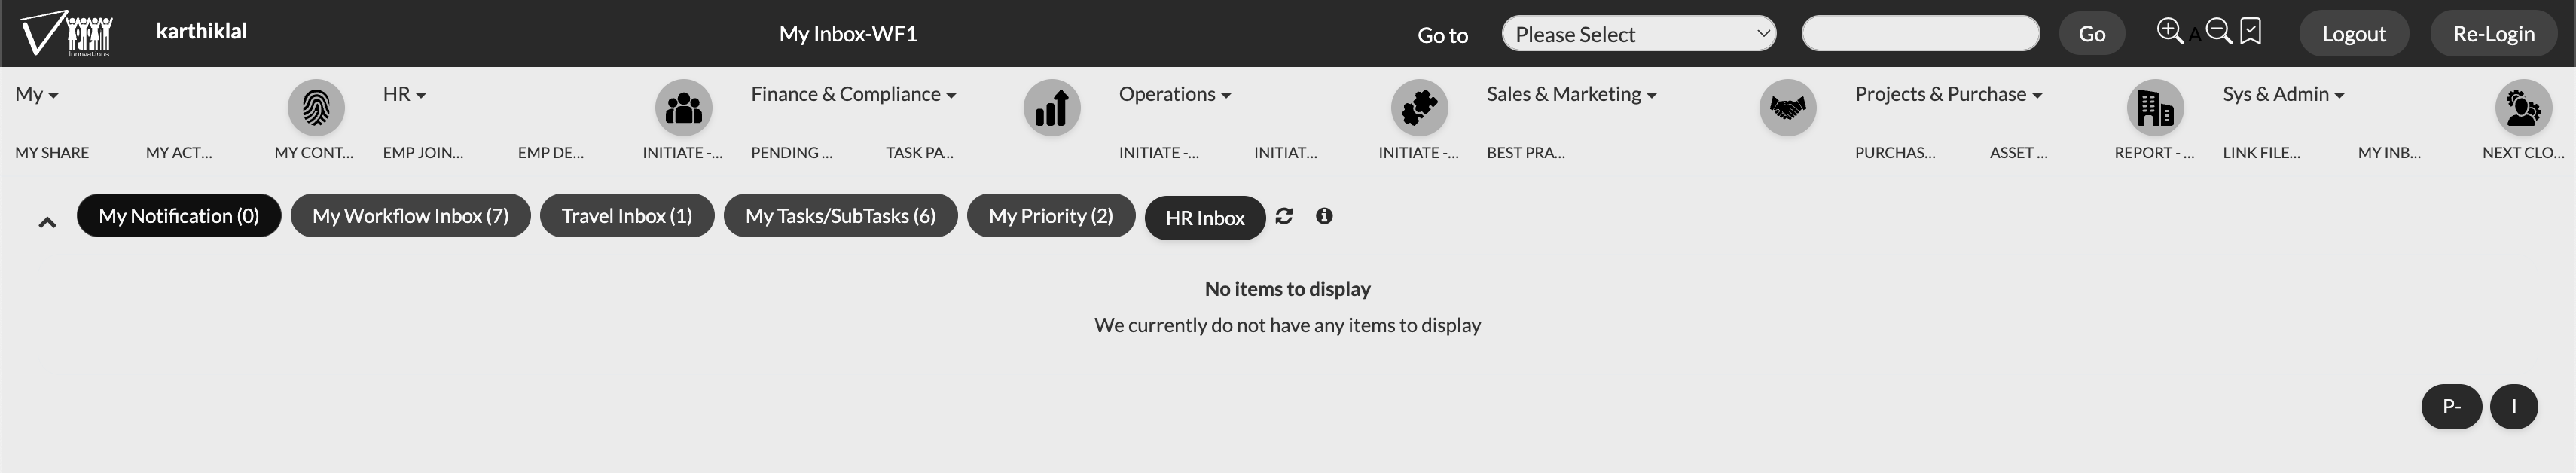 Innovations
karthiklal
My Inbox-WF1
Go to
Please Select
Go
A
Logout
Re-Login
My
HR
Finance & Compliance
Operations
Sales & Marketing
Projects & Purchase
Sys & Admin
MY SHARE
MY ACT...
MY CONT...
EMP JOIN...
EMP DE...
INITIATE -...
PENDING ...
TASK PA...
INITIATE -...
INITIAT...
INITIATE -...
BEST PRA...
PURCHAS...
ASSET ...
REPORT - ...
LINK FILE...
MY INB...
NEXT CLO...
My Notification (0)
My Workflow Inbox (7)
Travel Inbox (1)
My Tasks/SubTasks (6)
My Priority (2)
HR Inbox
No items to display
We currently do not have any items to display
P-
I